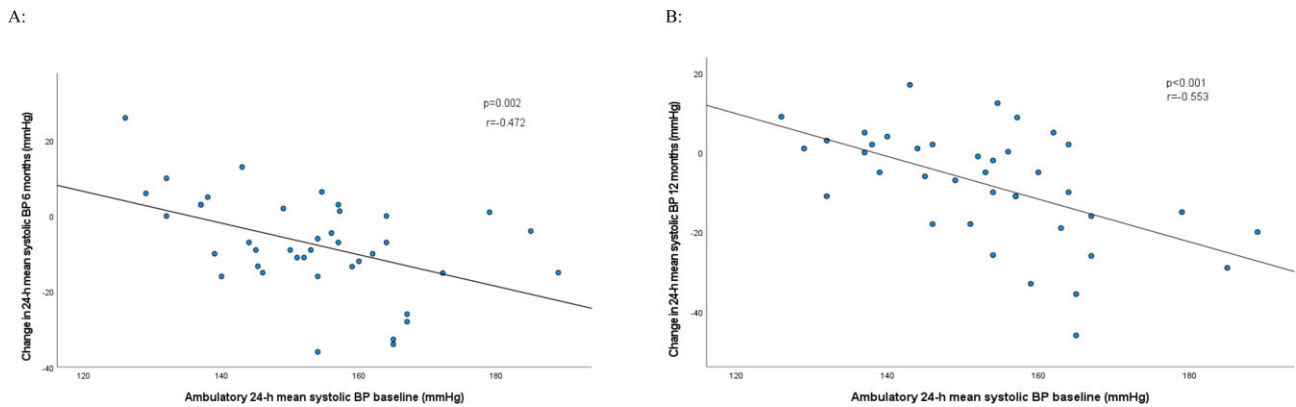 A:
p=0.002
r=-0.472
Change in 24-h mean systolic BP 6 months (mmHg)
20
0
-20
-40
120
140
160
180
Ambulatory 24-h mean systolic BP baseline (mmHg)
B:
p<0.001
r=-0.553
Change in 24-h mean systolic BP 12 months (mmHg)
20
0
-20
-40
120
140
160
180
Ambulatory 24-h mean systolic BP baseline (mmHg)